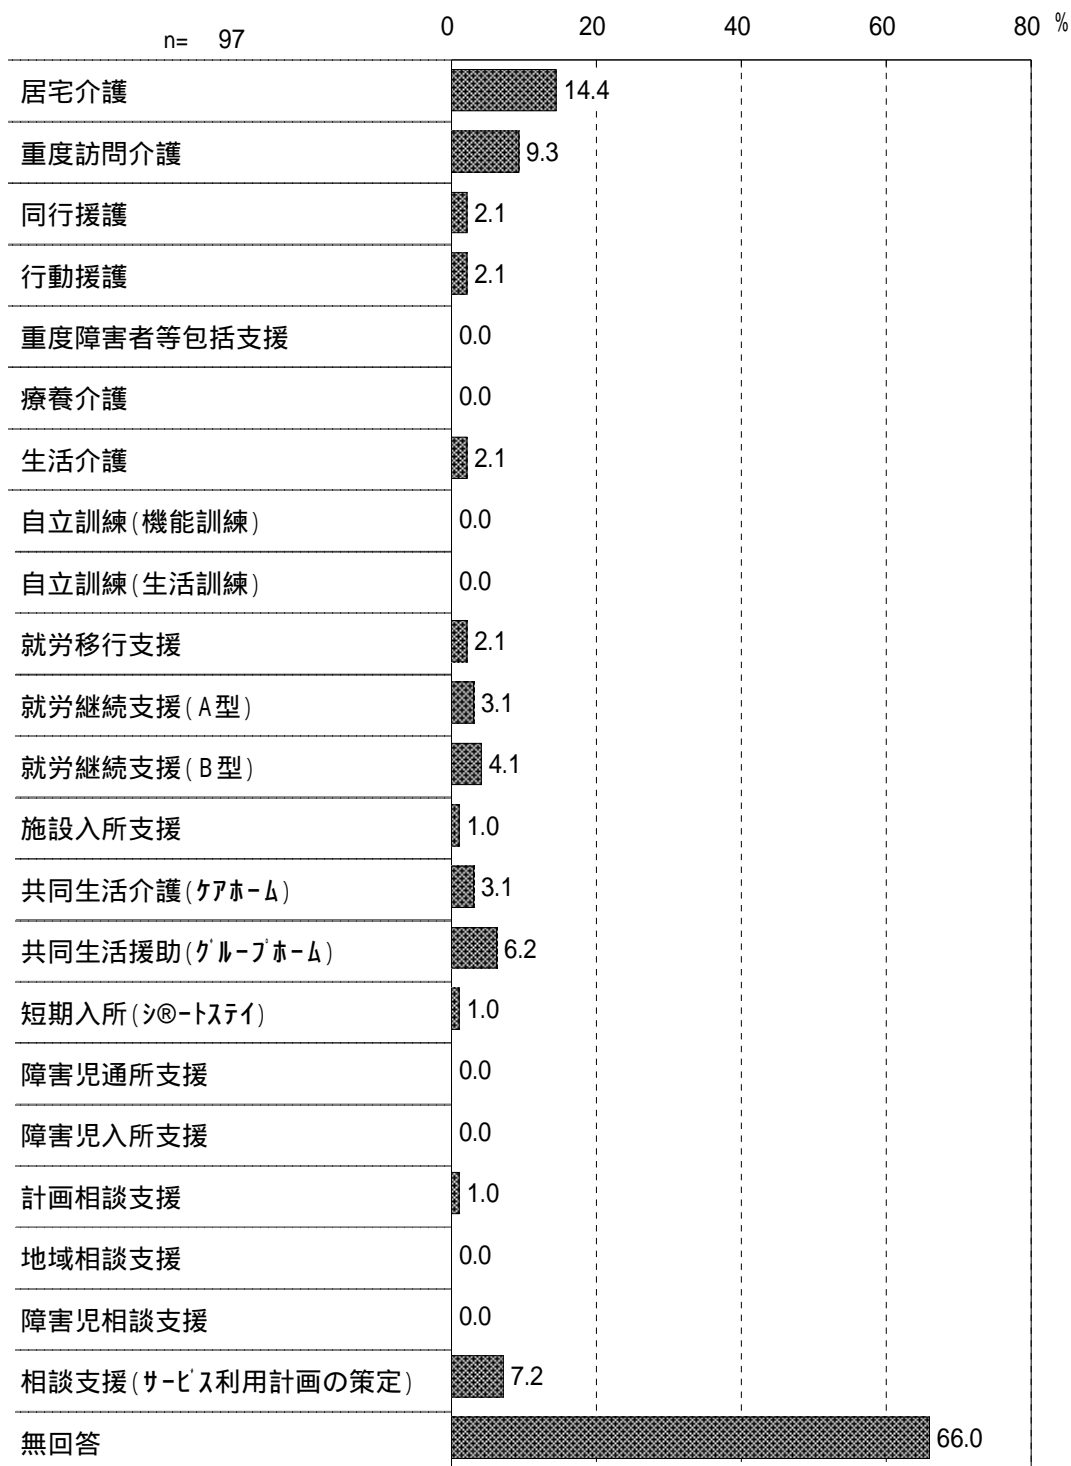 0 20 40 60 80 %
n= 97
居宅介護 14.4
重度訪問介護 9.3
同行援護 2.1
行動援護 2.1
重度障害者等包括支援 0.0
療養介護 0.0
生活介護 2.1
自立訓練(機能訓練) 0.0
自立訓練(生活訓練) 0.0
就労移行支援 2.1
就労継続支援(A型) 3.1
就労継続支援(B型) 4.1
施設入所支援 1.0
共同生活介護(ケアホーム) 3.1
共同生活援助(グループホーム) 6.2
短期入所(シ®ートステイ) 1.0
障害児通所支援 0.0
障害児入所支援 0.0
計画相談支援 1.0
地域相談支援 0.0
障害児相談支援 0.0
相談支援(サービス利用計画の策定) 7.2
無回答 66.0